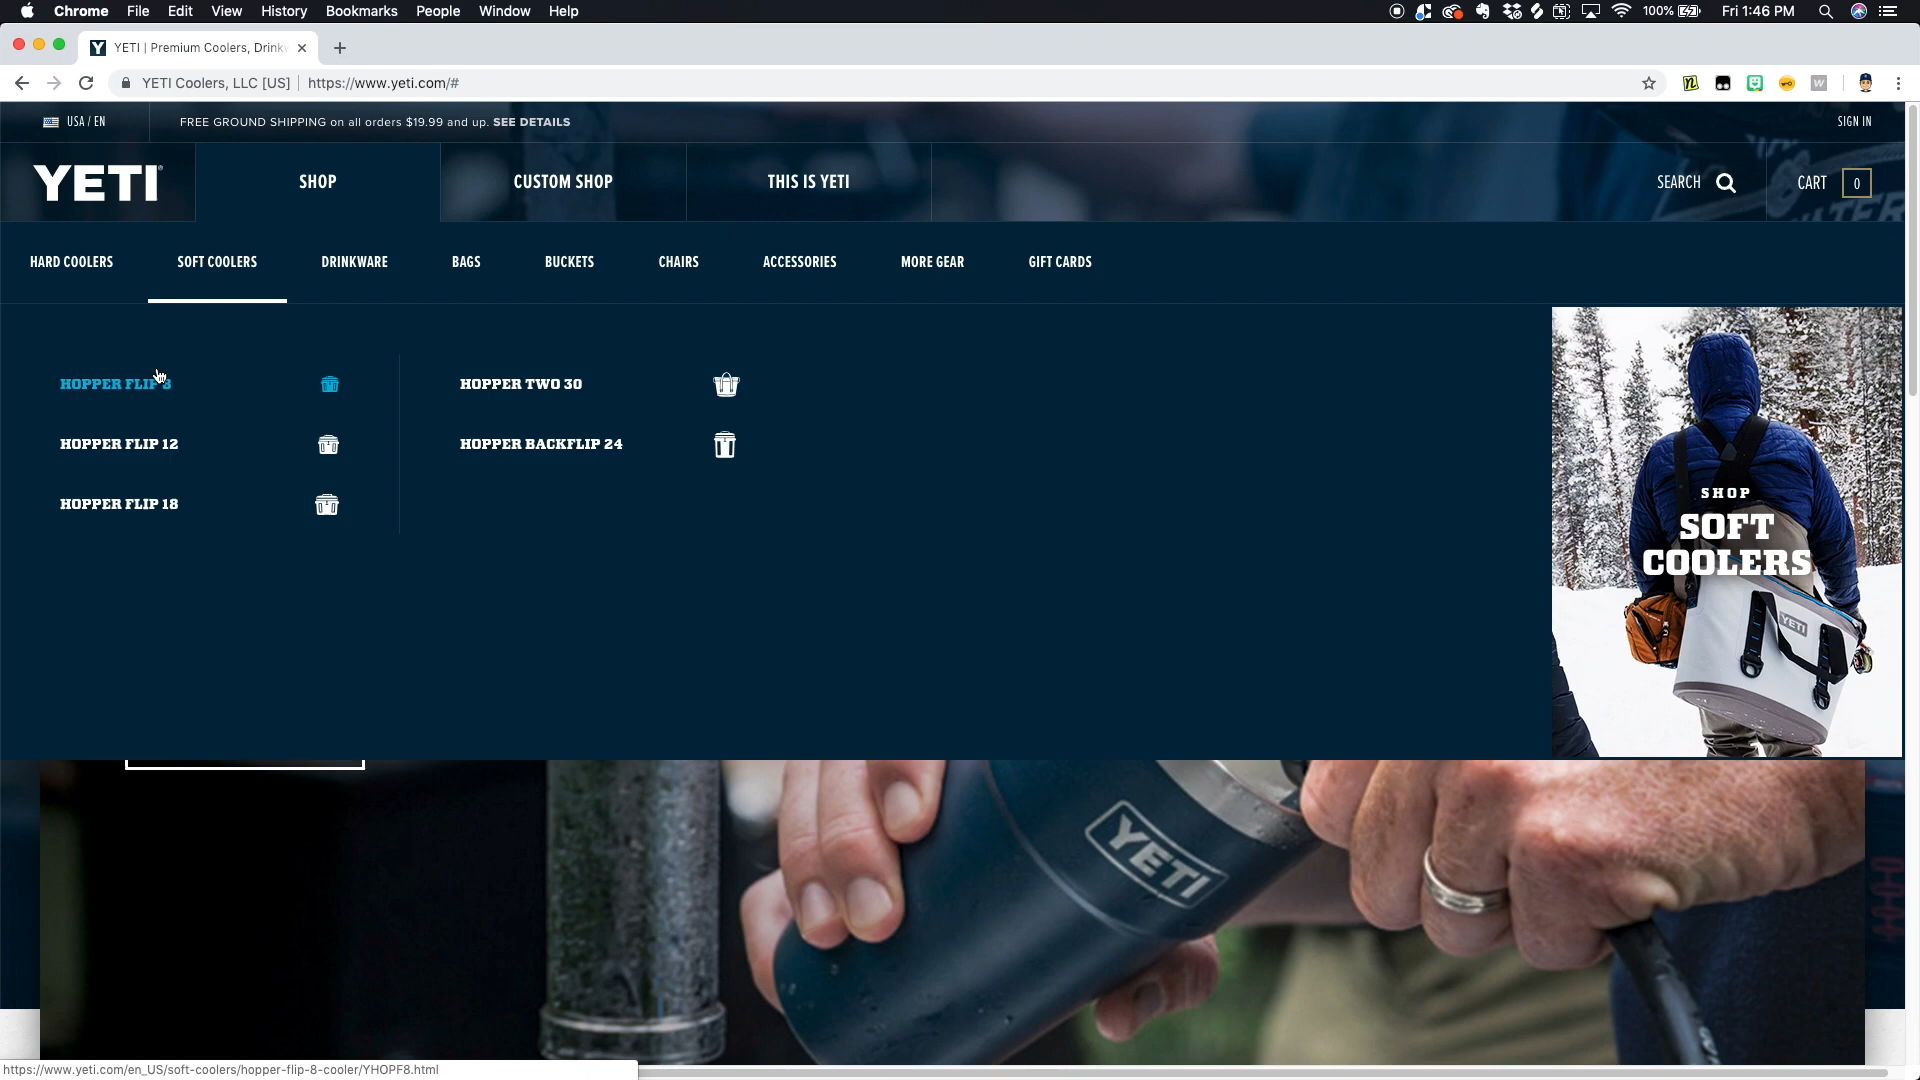 Chrome File Edit View History Bookmarks People Window Help
100% Fri 1:46 PM
YETI | Premium Coolers, Drink
YETI Coolers, LLC [US] https://www.yeti.com/#
USA / EN
FREE GROUND SHIPPING on all orders $19.99 and up. SEE DETAILS
SIGN IN
YETI
SHOP
CUSTOM SHOP
THIS IS YETI
SEARCH
CART 0
HARD COOLERS
SOFT COOLERS
DRINKWARE
BAGS
BUCKETS
CHAIRS
ACCESSORIES
MORE GEAR
GIFT CARDS
HOPPER FLIP 8
HOPPER TWO 30
HOPPER FLIP 12
HOPPER BACKFLIP 24
HOPPER FLIP 18
SHOP
SOFT
COOLERS
YETI
YETI
https://www.yeti.com/en_US/soft-coolers/hopper-flip-8-cooler/YHOPF8.html